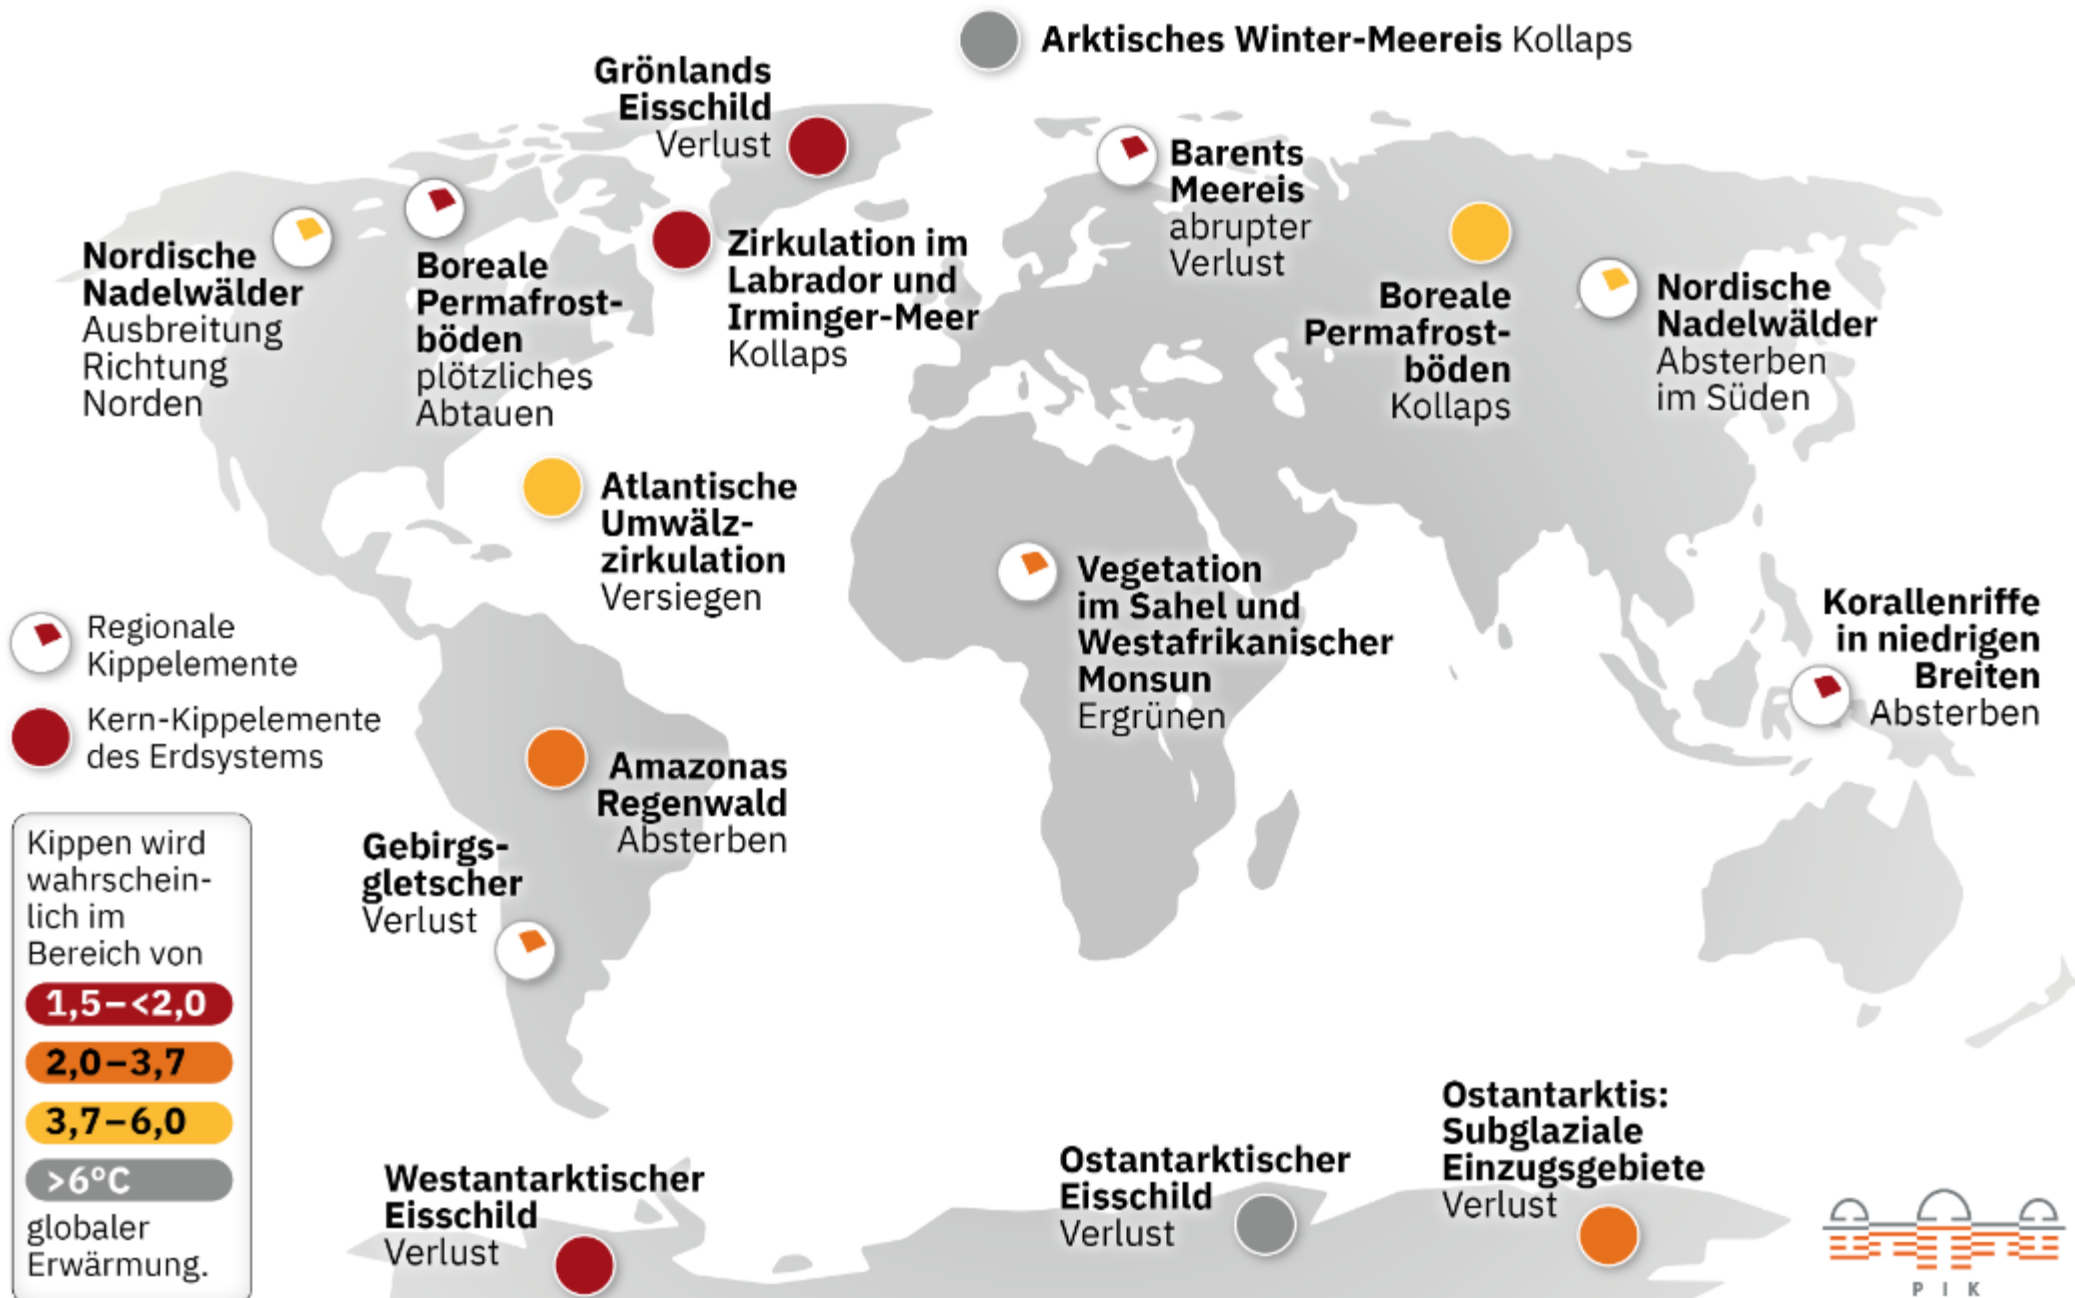 Arktisches Winter-Meereis Kollaps
Grönlands
Eisschild
Verlust
Barents
Meereis
abrupter
Verlust
Nordische
Nadelwälder
Ausbreitung
Richtung
Norden
Boreale
Permafrost-
böden
plötzliches
Abtauen
Zirkulation im
Labrador und
Irminger-Meer
Kollaps
Boreale
Permafrost-
böden
Kollaps
Nordische
Nadelwälder
Absterben
im Süden
Atlantische
Umwälz-
zirkulation
Versiegen
Vegetation
im Sahel und
Westafrikanischer
Monsun
Ergrünen
Korallenriffe
in niedrigen
Breiten
Absterben
Regionale
Kippelemente
Kern-Kippelemente
des Erdsystems
Amazonas
Regenwald
Absterben
Gebirgs-
gletscher
Verlust
Kippen wird
wahrschein-
lich im
Bereich von
1,5–<2,0
2,0–3,7
3,7–6,0
>6°C
globaler
Erwärmung.
Westantarktischer
Eisschild
Verlust
Ostantarktischer
Eisschild
Verlust
Ostantarktis:
Subglaziale
Einzugsgebiete
Verlust
P I K